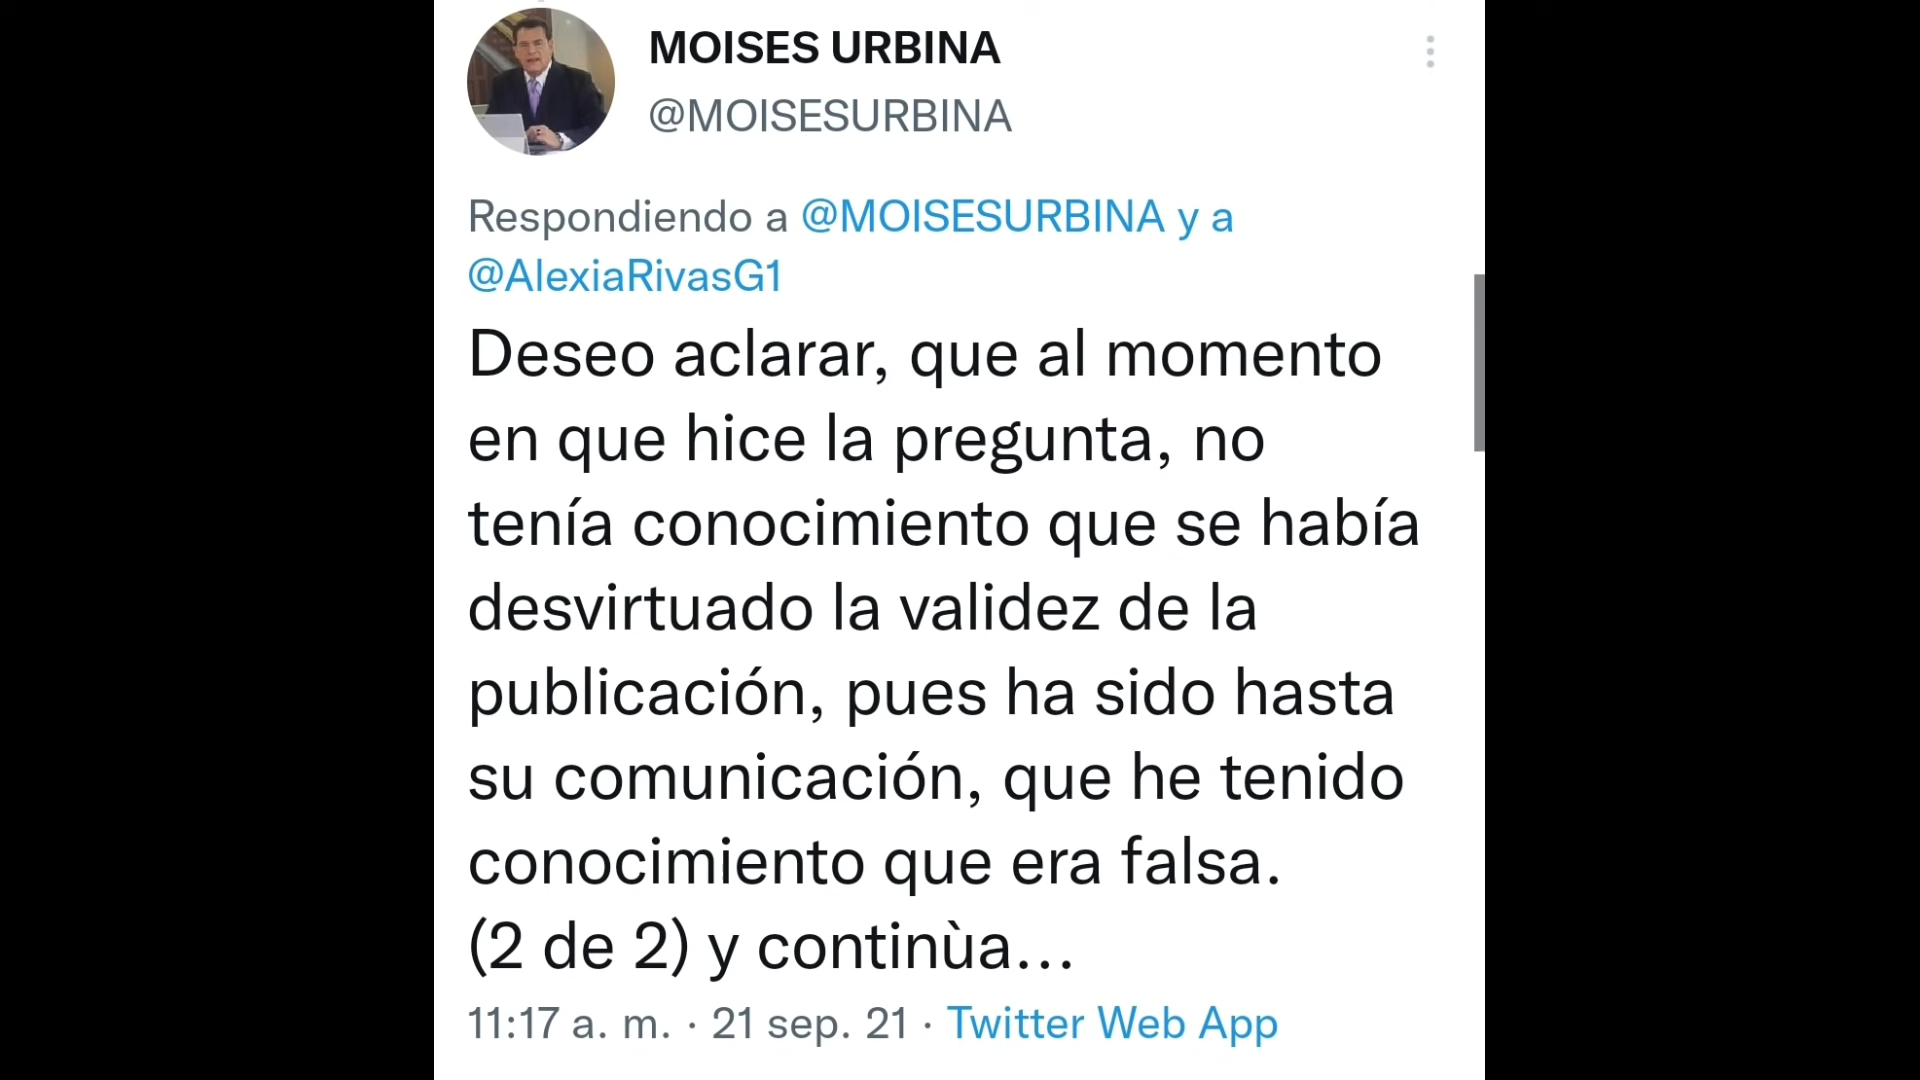 MOISES URBINA
@MOISESURBINA
Respondiendo a @MOISESURBINA y a
@AlexiaRivasG1
Deseo aclarar, que al momento
en que hice la pregunta, no
tenía conocimiento que se había
desvirtuado la validez de la
publicación, pues ha sido hasta
su comunicación, que he tenido
conocimiento que era falsa.
(2 de 2) y continùa...
11:17 a. m. · 21 sep. 21 · Twitter Web App